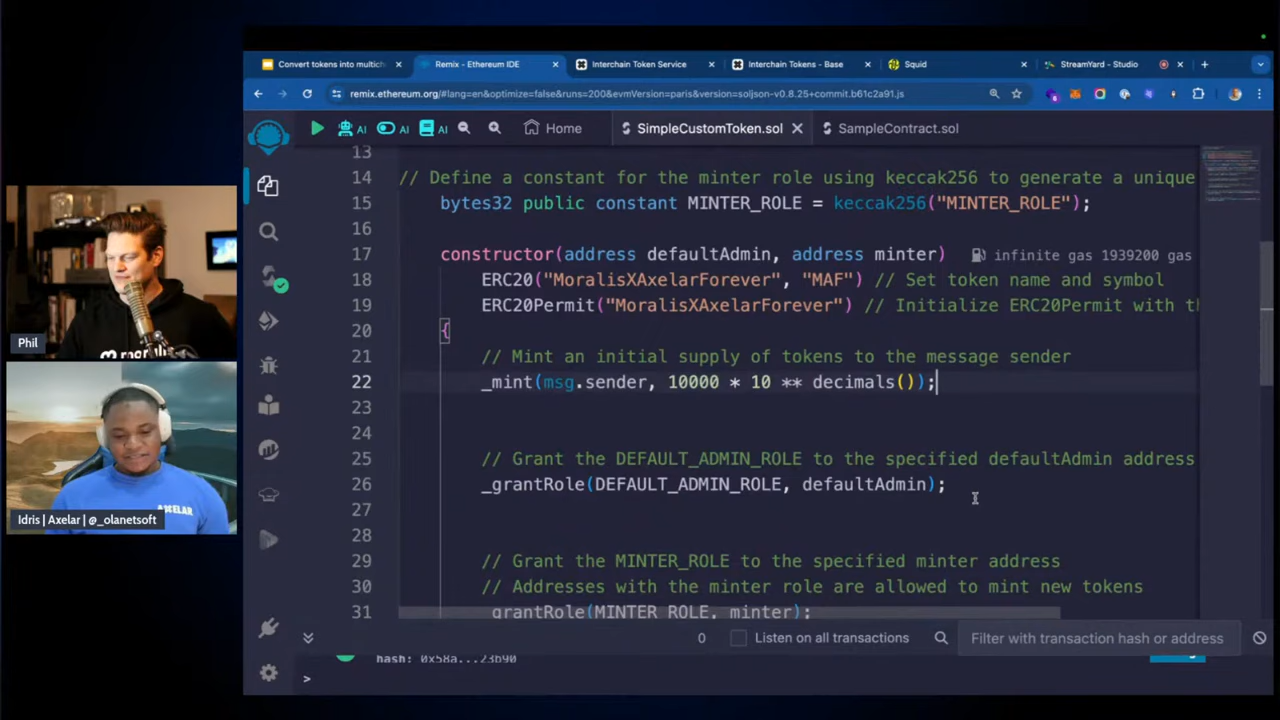 Convert tokens into multich
Remix - Ethereum IDE
Interchain Token Service
Interchain Tokens - Base
Squid
StreamYard - Studio
remix.ethereum.org/#lang=en&optimize=false&runs=200&evmVersion=paris&version=soljson-v0.8.25+commit.b61c2a91.js
AI
AI
AI
Home
SimpleCustomToken.sol
SampleContract.sol
13
14 // Define a constant for the minter role using keccak256 to generate a unique
15 bytes32 public constant MINTER_ROLE = keccak256("MINTER_ROLE");
16
17 constructor(address defaultAdmin, address minter) infinite gas 1939200 gas
18 ERC20("MoralisXAxelarForever", "MAF") // Set token name and symbol
19 ERC20Permit("MoralisXAxelarForever") // Initialize ERC20Permit with th
20 {
21 // Mint an initial supply of tokens to the message sender
22 _mint(msg.sender, 10000 * 10 ** decimals());
23
24
25 // Grant the DEFAULT_ADMIN_ROLE to the specified defaultAdmin address
26 _grantRole(DEFAULT_ADMIN_ROLE, defaultAdmin);
27
28
29 // Grant the MINTER_ROLE to the specified minter address
30 // Addresses with the minter role are allowed to mint new tokens
31 _grantRole(MINTER_ROLE, minter);
0
Listen on all transactions
Filter with transaction hash or address
hash: 0x58a...23b90
>
Phil
AXELAR
Idris | Axelar | @_olanetsoft